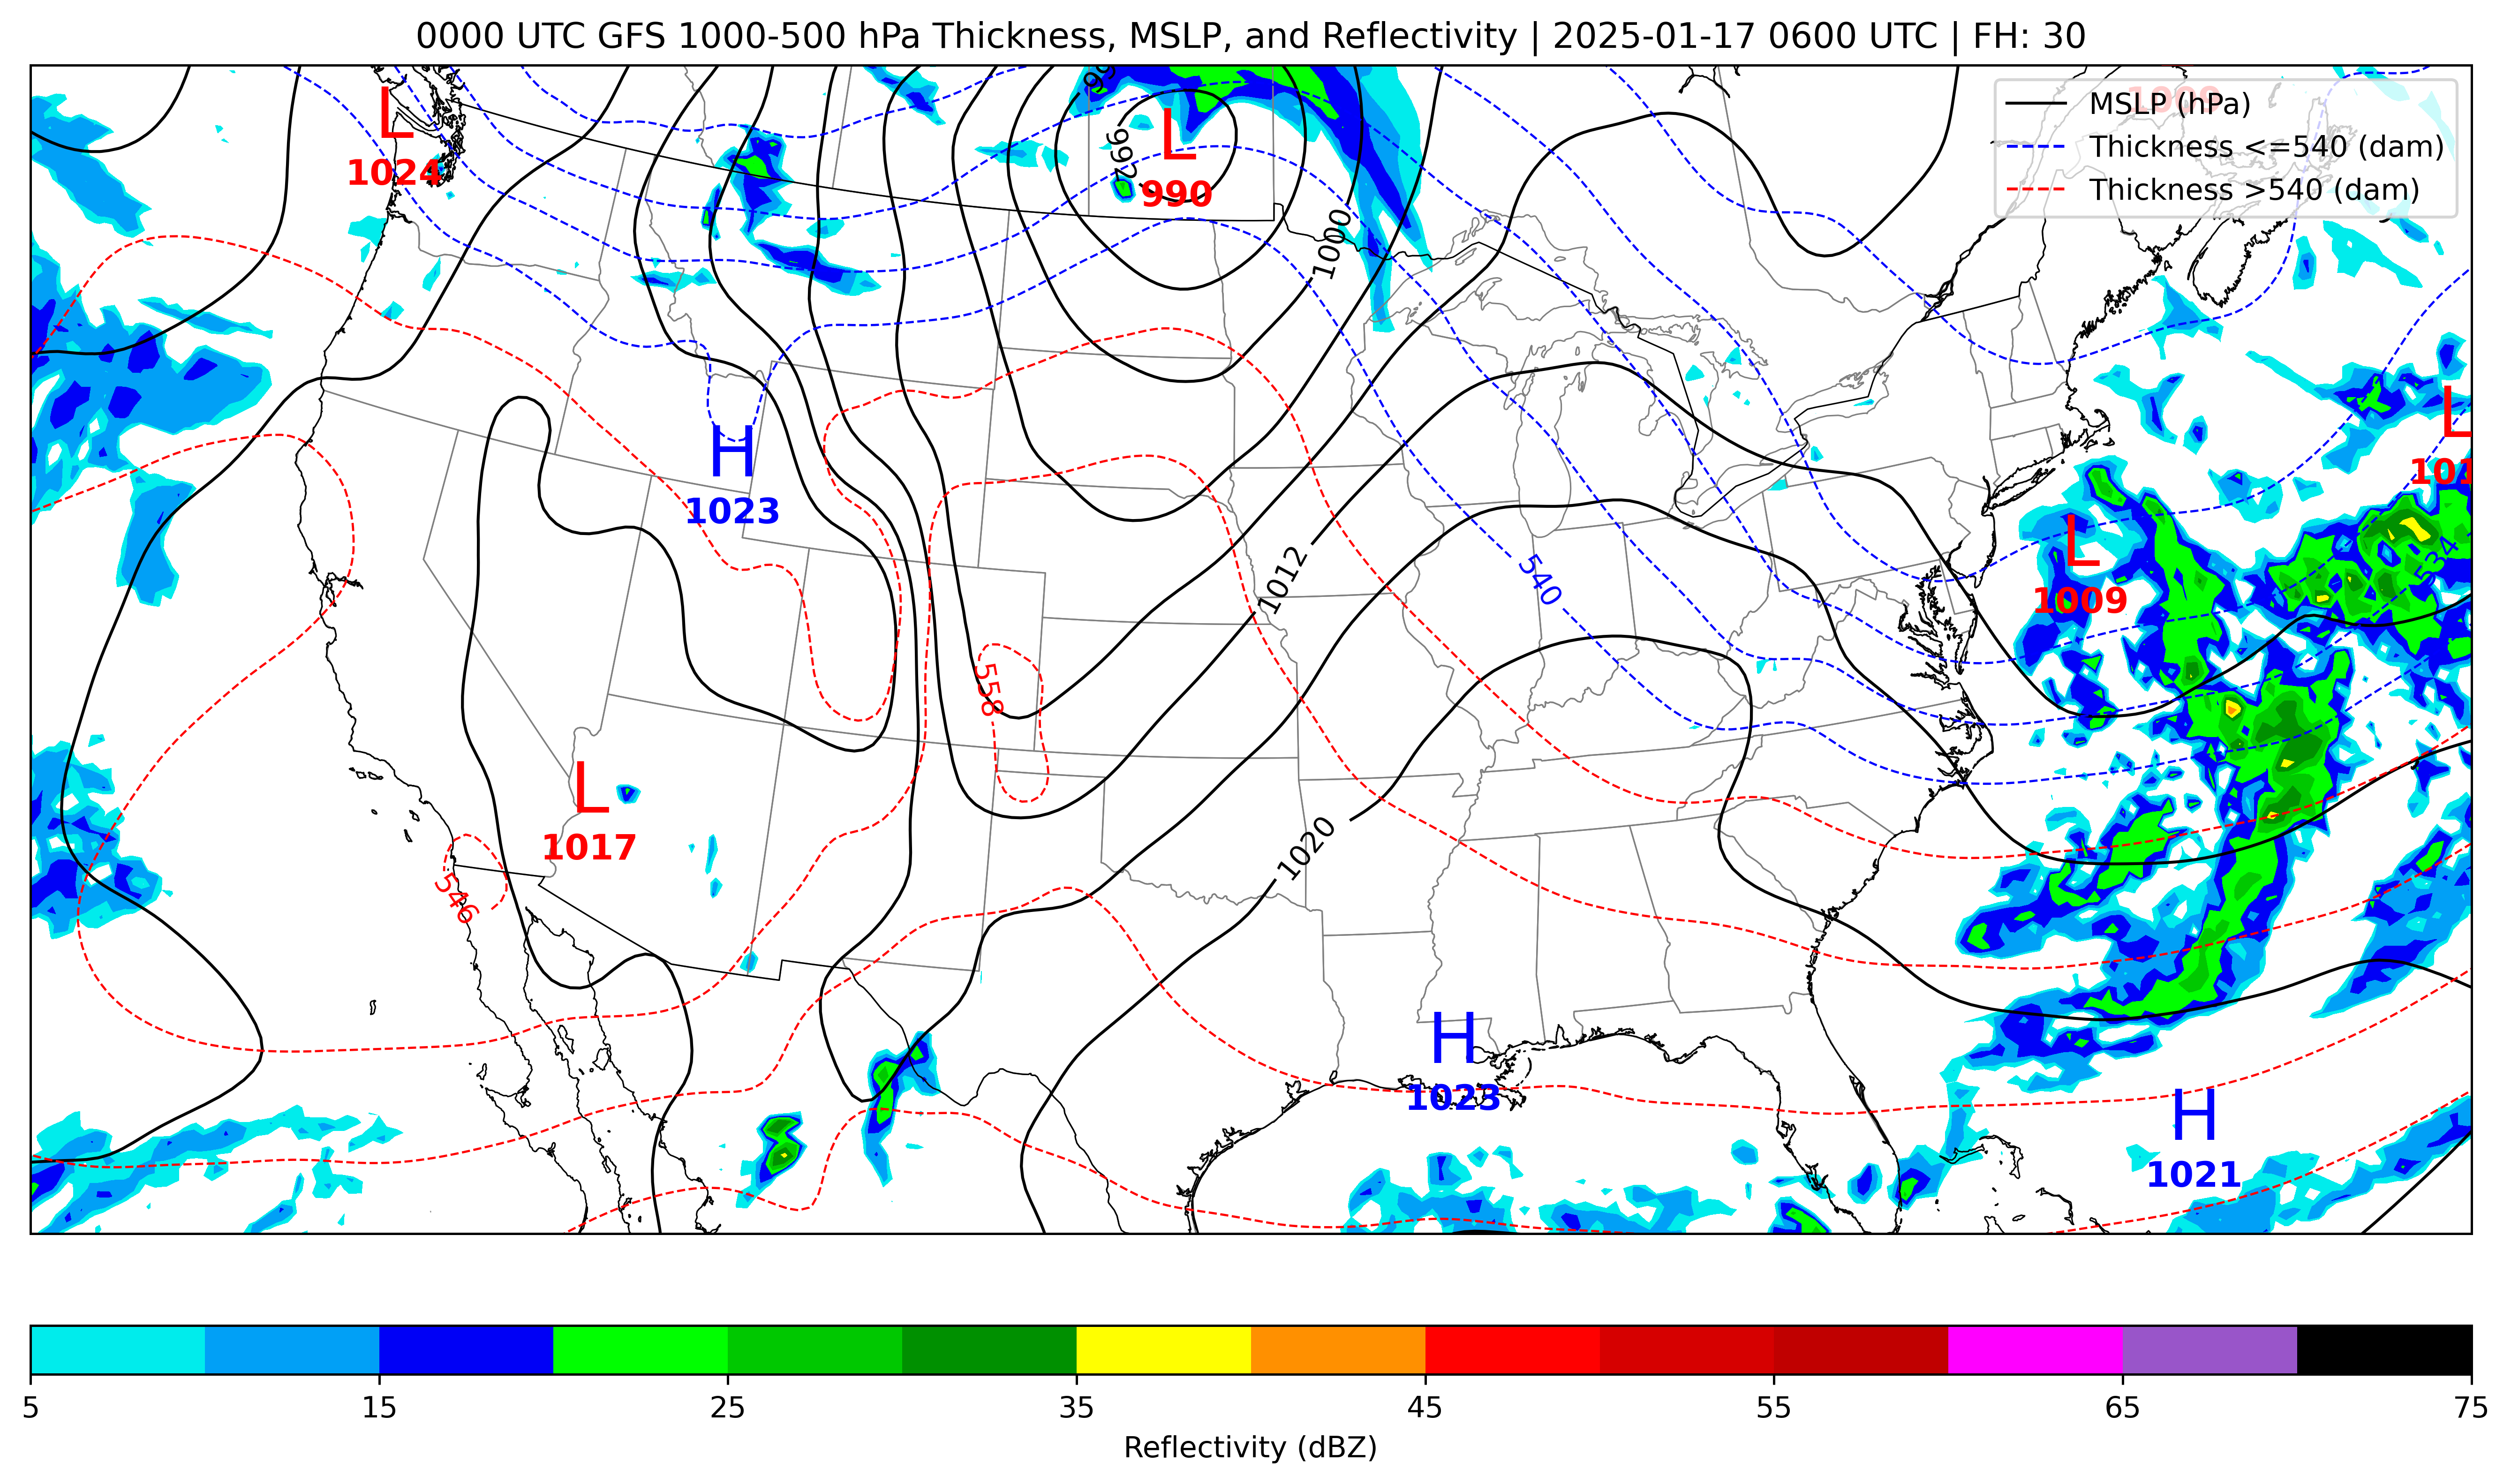 0000 UTC GFS 1000-500 hPa Thickness, MSLP, and Reflectivity | 2025-01-17 0600 UTC | FH: 30
MSLP (hPa)
Thickness <=540 (dam)
Thickness >540 (dam)
L
1024
992
L
990
1000
H
1023
L
L
1009
534
540
1012
558
L
1017
1020
546
H
1023
H
1021
5 15 25 35 45 55 65 75
Reflectivity (dBZ)